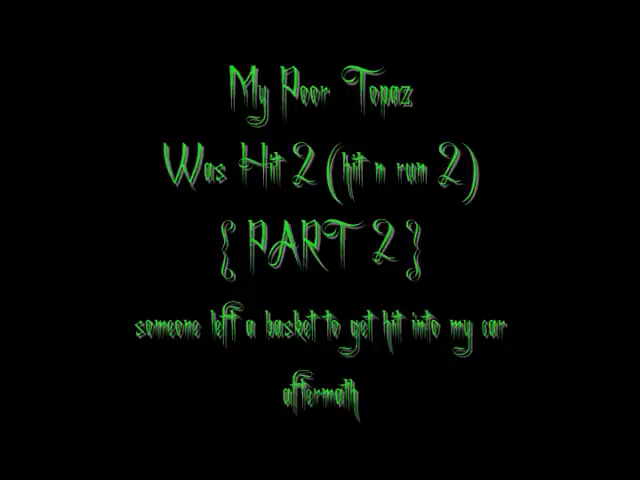 My Poor Topaz
Was Hit 2 (hit n run 2)
{ PART 2 }
someone left a basket to get hit into my car
aftermath